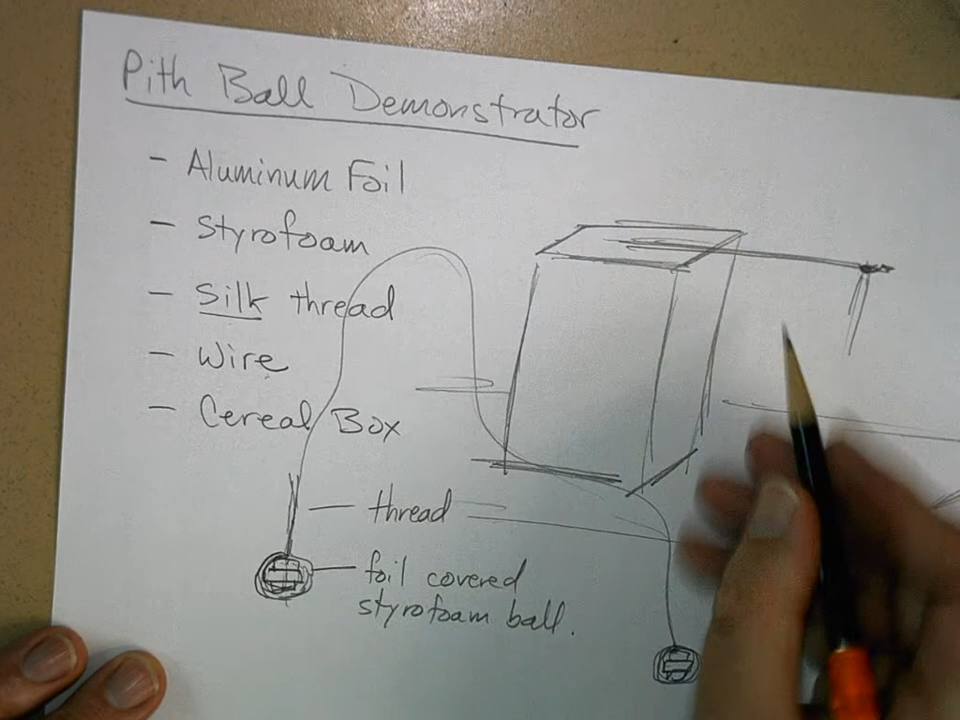 Pith Ball Demonstrator
- Aluminum Foil
- Styrofoam
- Silk thread
- Wire
- Cereal Box
thread
foil covered
styrofoam ball.